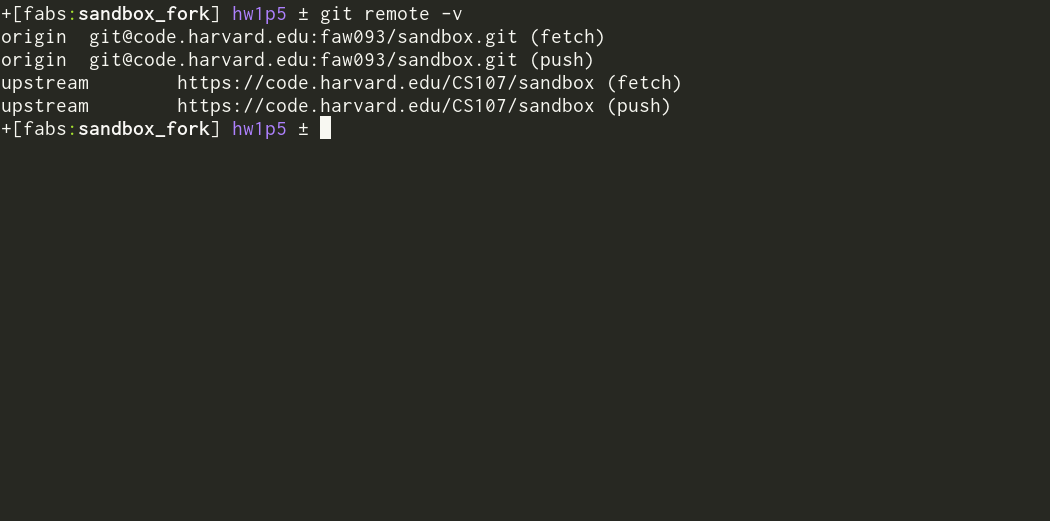 +[fabs:sandbox_fork] hw1p5 ± git remote -v
origin  git@code.harvard.edu:faw093/sandbox.git (fetch)
origin  git@code.harvard.edu:faw093/sandbox.git (push)
upstream        https://code.harvard.edu/CS107/sandbox (fetch)
upstream        https://code.harvard.edu/CS107/sandbox (push)
+[fabs:sandbox_fork] hw1p5 ±